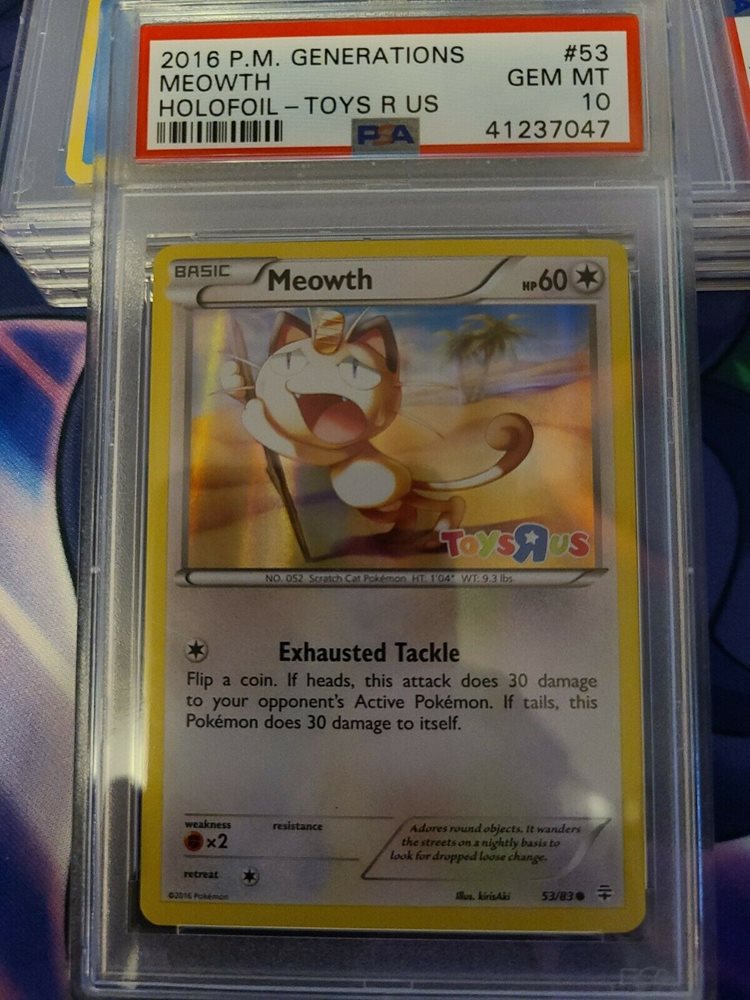 2016 P.M. GENERATIONS #53
MEOWTH GEM MT
HOLOFOIL – TOYS R US 10
PSA 41237047
BASIC Meowth HP60
ToysЯUs
NO. 052 Scratch Cat Pokémon HT: 1'04" WT: 9.3 lbs.
Exhausted Tackle
Flip a coin. If heads, this attack does 30 damage
to your opponent's Active Pokémon. If tails, this
Pokémon does 30 damage to itself.
weakness resistance
×2
Adores round objects. It wanders
the streets on a nightly basis to
look for dropped loose change.
retreat
©2016 Pokémon Illus. kirisAki 53/83